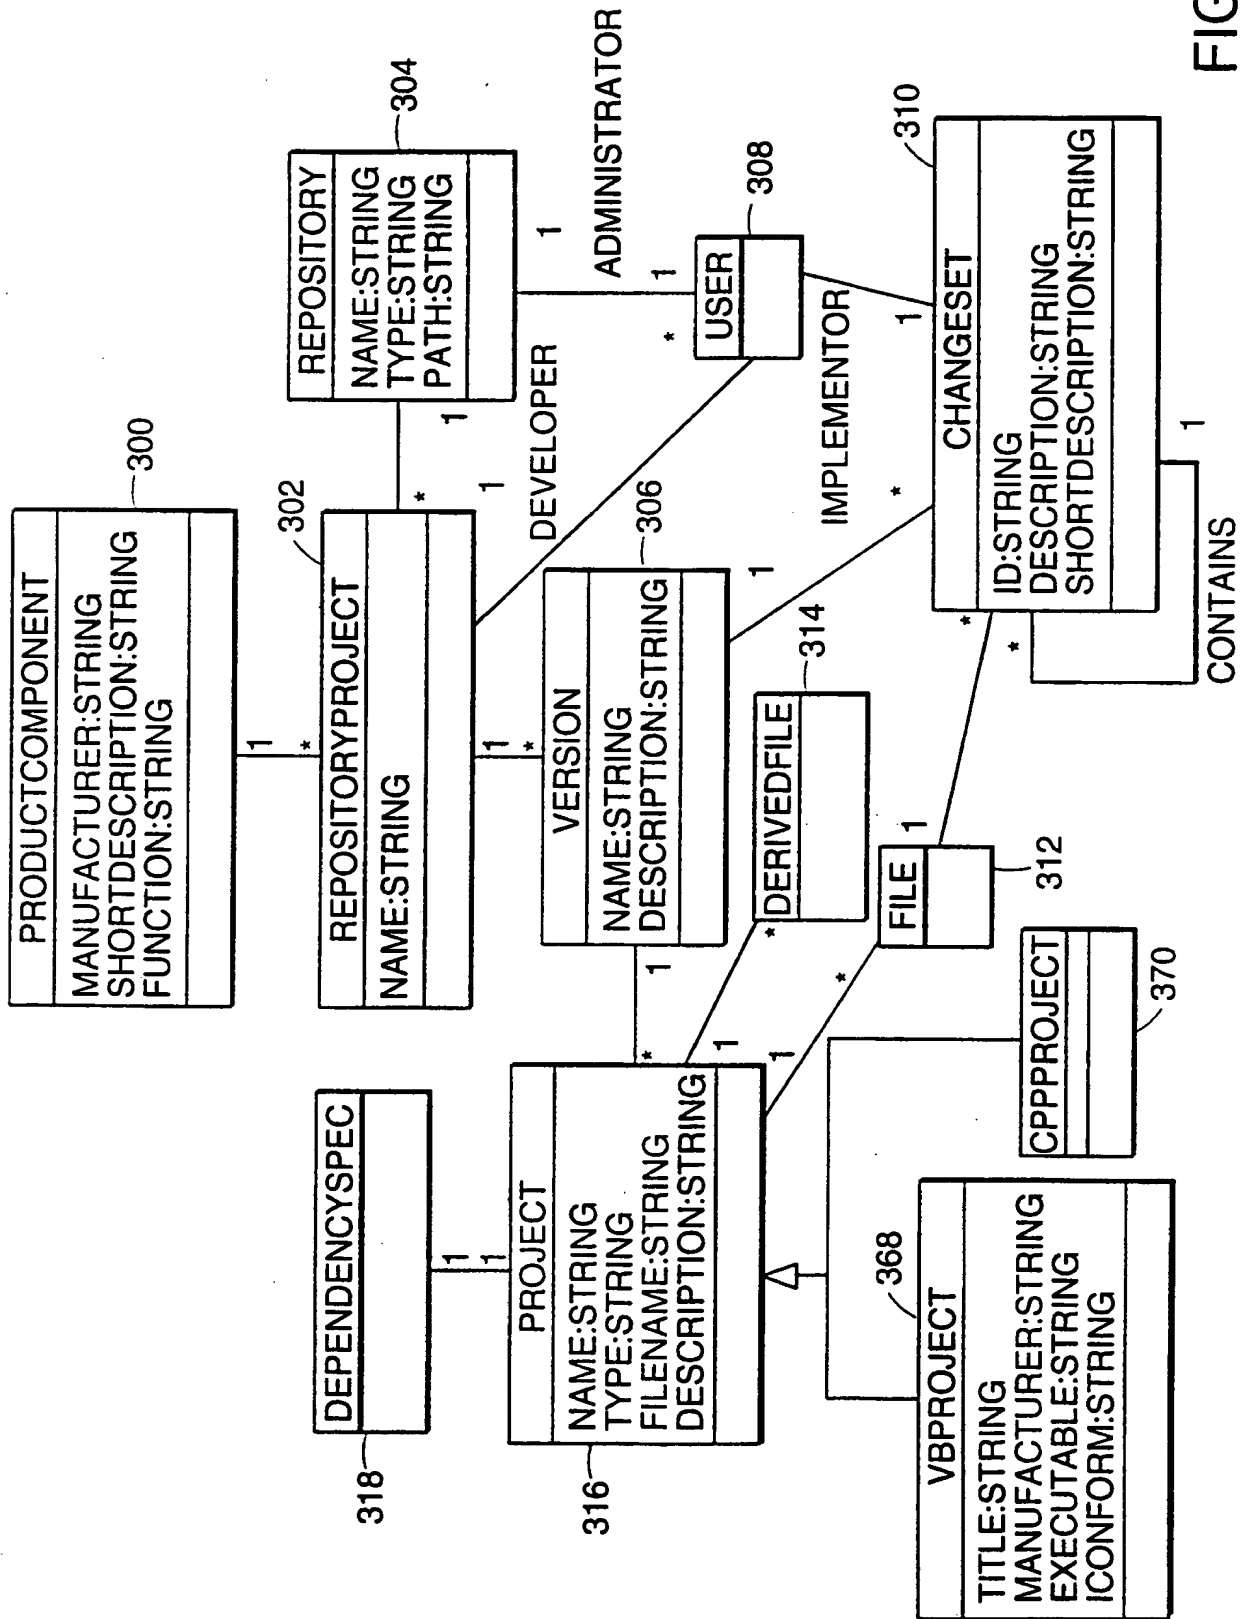 PRODUCTCOMPONENT
MANUFACTURER:STRING
SHORTDESCRIPTION:STRING
FUNCTION:STRING
300
1
*
302
REPOSITORYPROJECT
NAME:STRING
*
1
REPOSITORY
NAME:STRING
TYPE:STRING
PATH:STRING
304
1
1
ADMINISTRATOR
1
DEVELOPER
*
USER
308
1
*
VERSION
NAME:STRING
DESCRIPTION:STRING
306
1
*
IMPLEMENTOR
1
CHANGESET
310
ID:STRING
DESCRIPTION:STRING
SHORTDESCRIPTION:STRING
*
1
CONTAINS
*
1
FILE
312
*
1
DERIVEDFILE
314
*
1
1
*
DEPENDENCYSPEC
318
1
1
PROJECT
NAME:STRING
TYPE:STRING
FILENAME:STRING
DESCRIPTION:STRING
316
VBPROJECT
368
TITLE:STRING
MANUFACTURER:STRING
EXECUTABLE:STRING
ICONFORM:STRING
CPPPROJECT
370